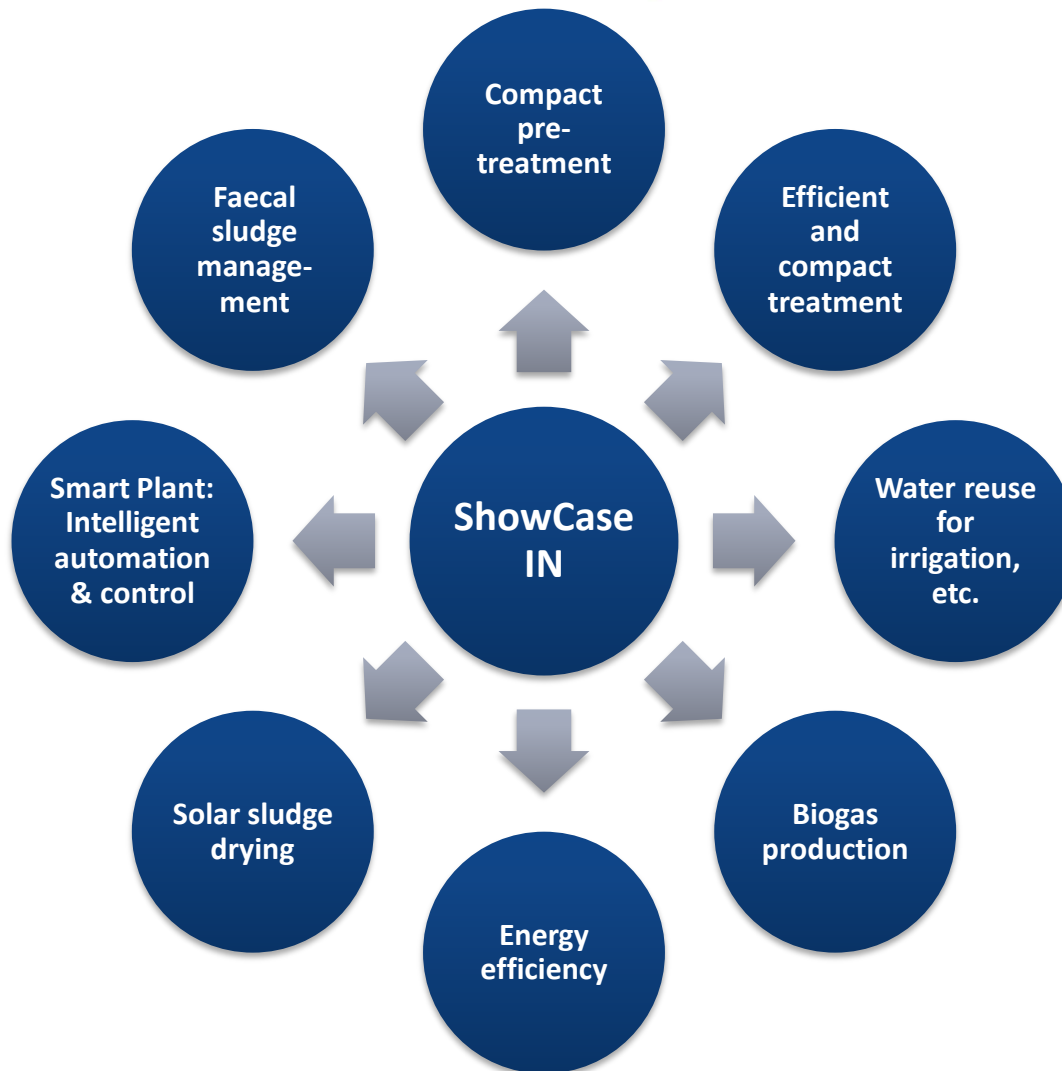 Compact
pre-
treatment
Efficient
and
compact
treatment
Water reuse
for
irrigation,
etc.
Biogas
production
Energy
efficiency
Solar sludge
drying
Smart Plant:
Intelligent
automation
& control
Faecal
sludge
manage-
ment
ShowCase
IN